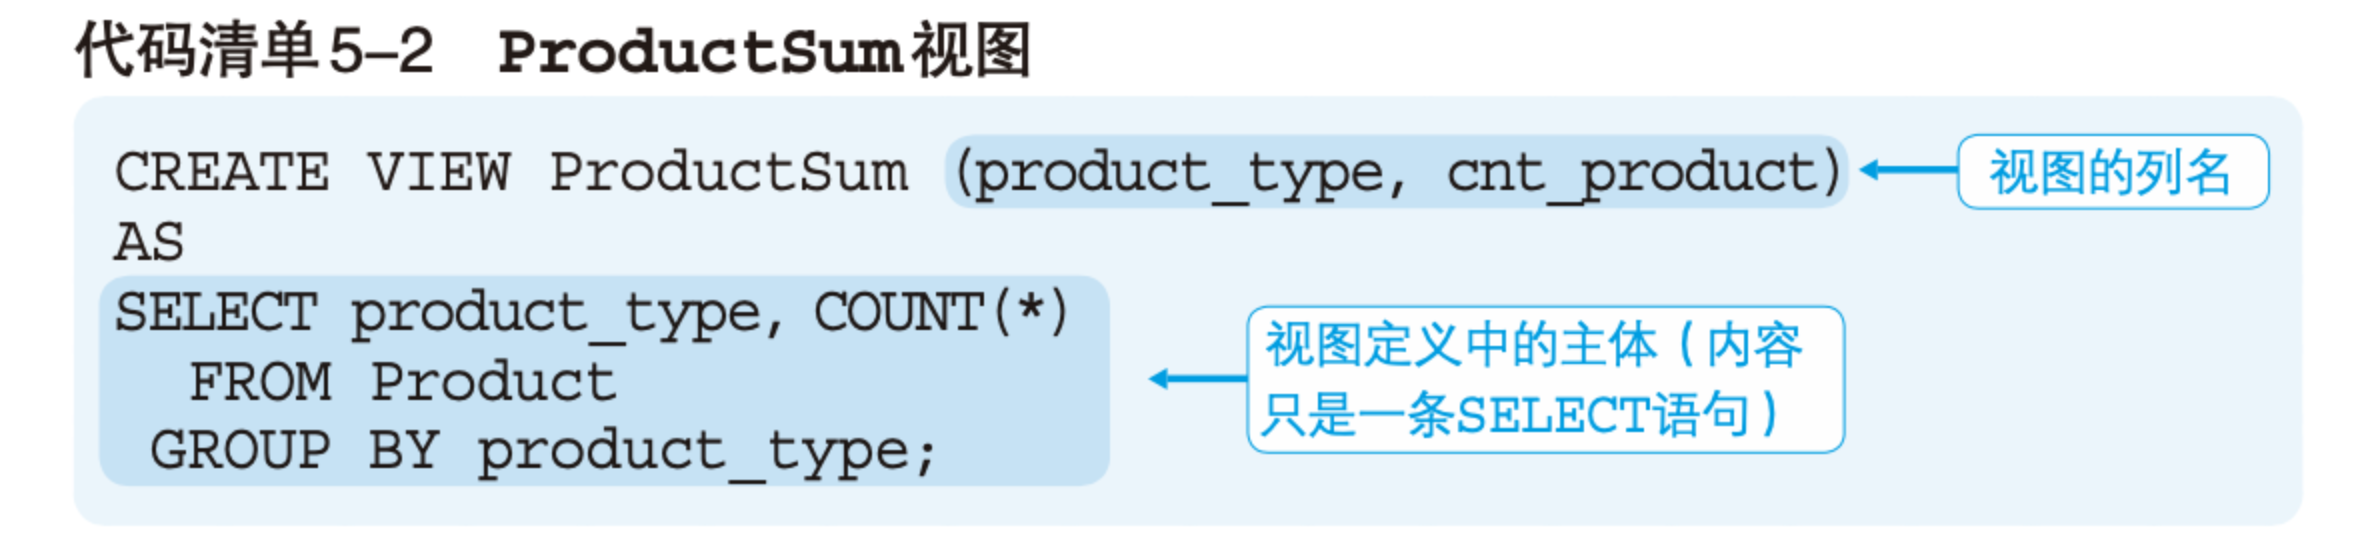 代码清单5–2 ProductSum视图
CREATE VIEW ProductSum (product_type, cnt_product)
视图的列名
AS
SELECT product_type, COUNT(*)
FROM Product
GROUP BY product_type;
视图定义中的主体（内容
只是一条SELECT语句）